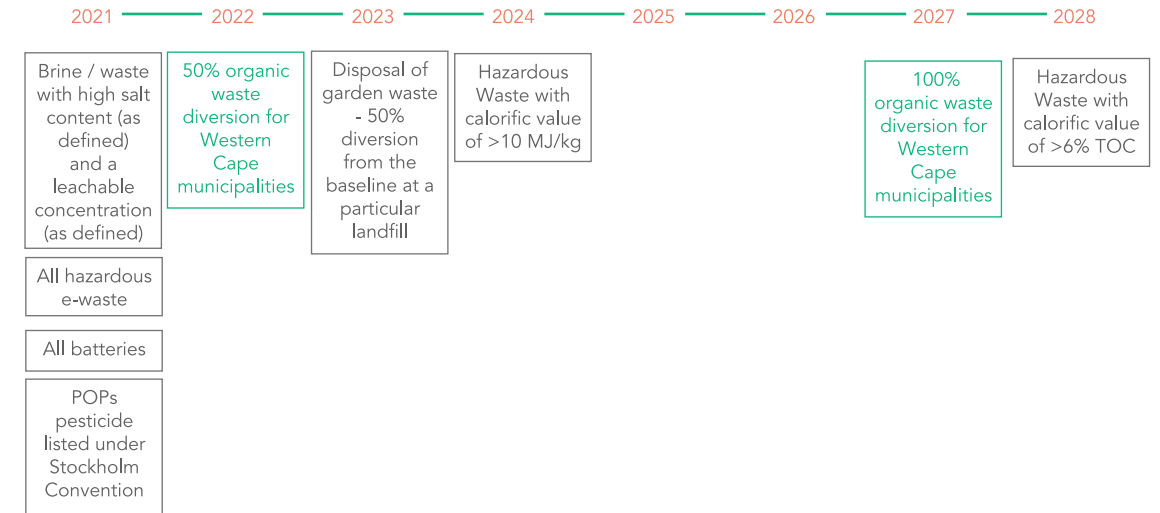 2021 2022 2023 2024 2025 2026 2027 2028
Brine / waste
with high salt
content (as
defined)
and a
leachable
concentration
(as defined)
All hazardous
e-waste
All batteries
POPs
pesticide
listed under
Stockholm
Convention
50% organic
waste
diversion for
Western
Cape
municipalities
Disposal of
garden waste
- 50%
diversion
from the
baseline at a
particular
landfill
Hazardous
Waste with
calorific value
of >10 MJ/kg
100%
organic waste
diversion for
Western
Cape
municipalities
Hazardous
Waste with
calorific value
of >6% TOC